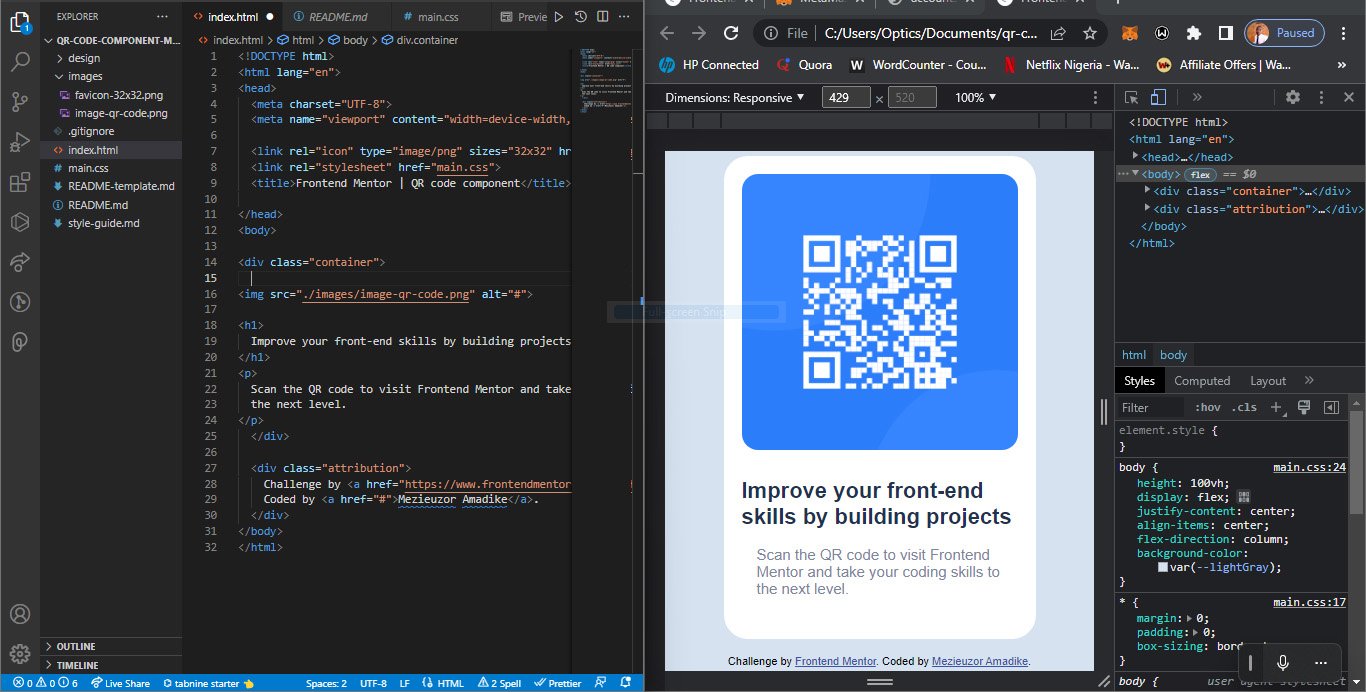 EXPLORER
QR-CODE-COMPONENT-M...
design
images
favicon-32x32.png
image-qr-code.png
.gitignore
index.html
main.css
README-template.md
README.md
style-guide.md
OUTLINE
TIMELINE
index.html
README.md
main.css
Previe
index.html > html > body > div.container
1 <!DOCTYPE html>
2 <html lang="en">
3 <head>
4 <meta charset="UTF-8">
5 <meta name="viewport" content="width=device-width,
6
7 <link rel="icon" type="image/png" sizes="32x32" hr
8 <link rel="stylesheet" href="main.css">
9 <title>Frontend Mentor | QR code component</title>
10
11 </head>
12 <body>
13
14 <div class="container">
15
16 <img src="./images/image-qr-code.png" alt="#">
17
18 <h1>
19 Improve your front-end skills by building projects
20 </h1>
21 <p>
22 Scan the QR code to visit Frontend Mentor and take
23 the next level.
24 </p>
25 </div>
26
27 <div class="attribution">
28 Challenge by <a href="https://www.frontendmentor
29 Coded by <a href="#">Mezieuzor Amadike</a>.
30 </div>
31 </body>
32 </html>
0 0 6
Live Share
tabnine starter
Spaces: 2
UTF-8
LF
HTML
2 Spell
Prettier
Full-screen Snip
File
C:/Users/Optics/Documents/qr-c...
Paused
HP Connected
Quora
WordCounter - Cou...
Netflix Nigeria - Wa...
Affiliate Offers | Wa...
Dimensions: Responsive
429 × 520
100%
Improve your front-end
skills by building projects
Scan the QR code to visit Frontend
Mentor and take your coding skills to
the next level.
Challenge by Frontend Mentor. Coded by Mezieuzor Amadike.
<!DOCTYPE html>
<html lang="en">
<head>…</head>
<body> flex == $0
<div class="container">…</div>
<div class="attribution">…</div>
</body>
</html>
html body
Styles Computed Layout
Filter :hov .cls
element.style {
}
body { main.css:24
height: 100vh;
display: flex;
justify-content: center;
align-items: center;
flex-direction: column;
background-color:
var(--lightGray);
}
* { main.css:17
margin: 0;
padding: 0;
box-sizing:
}
body { user agent stylesheet